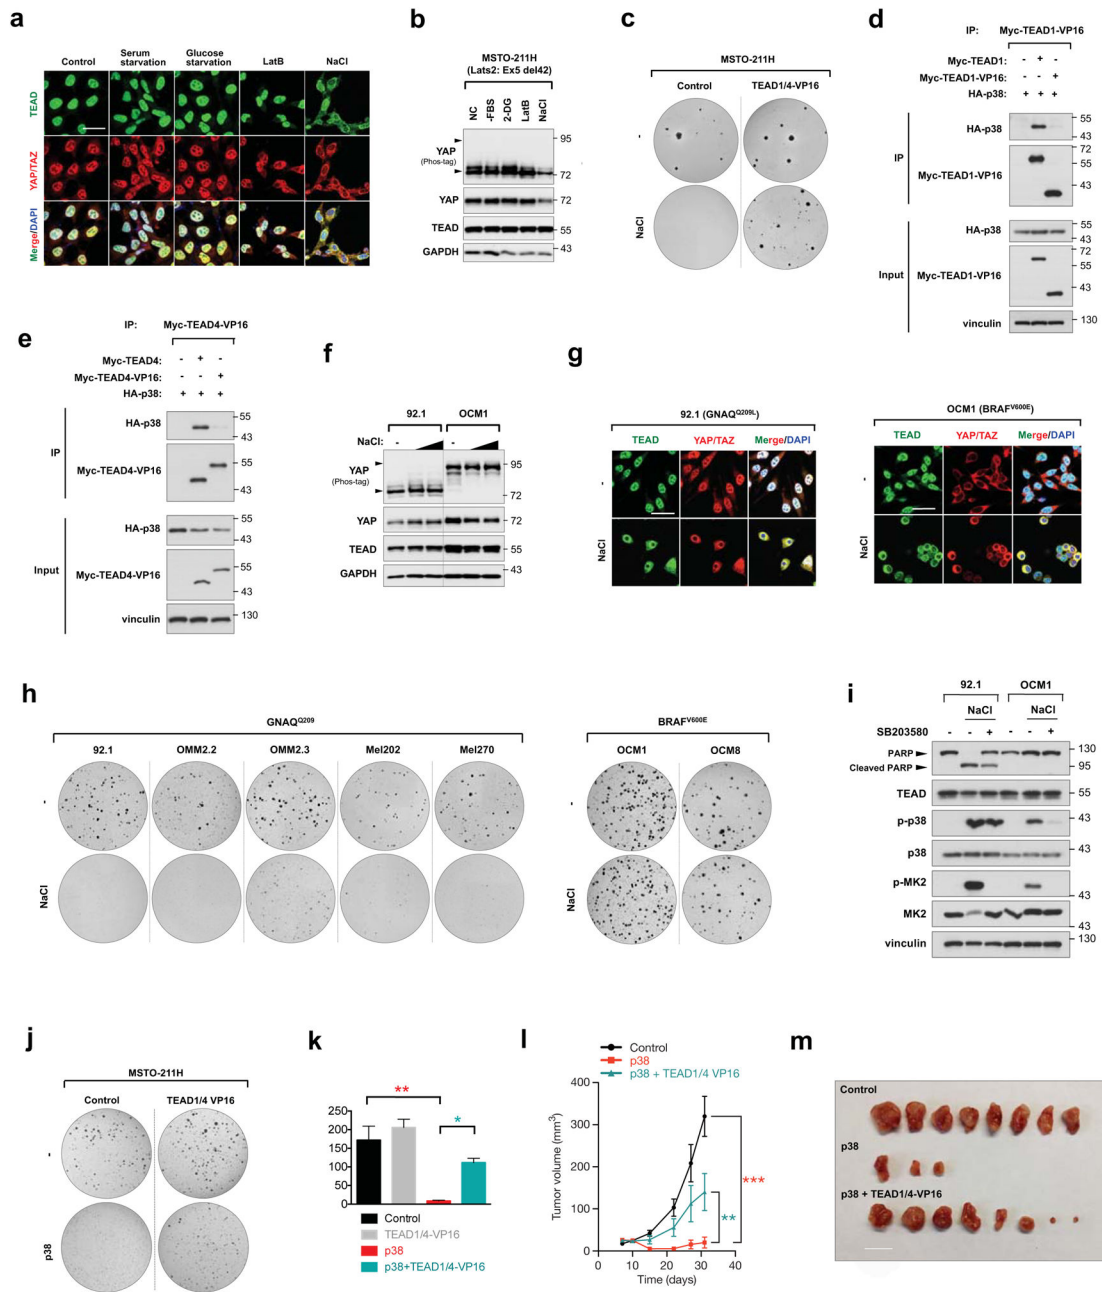 a
Control
Serum starvation
Glucose starvation
LatB
NaCl
TEAD
YAP/TAZ
Merge/DAPI
b
MSTO-211H
(Lats2: Ex5 del42)
NC
-FBS
2-DG
LatB
NaCl
YAP
(Phos-tag)
95
72
YAP
72
TEAD
55
GAPDH
43
c
MSTO-211H
Control
TEAD1/4-VP16
-
NaCl
d
IP: Myc-TEAD1-VP16
Myc-TEAD1: - + -
Myc-TEAD1-VP16: - - +
HA-p38: + + +
IP
HA-p38
55
43
Myc-TEAD1-VP16
72
55
43
Input
HA-p38
55
43
Myc-TEAD1-VP16
72
55
43
vinculin
130
e
IP: Myc-TEAD4-VP16
Myc-TEAD4: - + -
Myc-TEAD4-VP16: - - +
HA-p38: + + +
IP
HA-p38
55
43
Myc-TEAD4-VP16
55
43
Input
HA-p38
55
43
Myc-TEAD4-VP16
55
43
vinculin
130
f
92.1 OCM1
NaCl: - -
YAP
(Phos-tag)
95
72
YAP
72
TEAD
55
GAPDH
43
g
92.1 (GNAQQ209L)
TEAD YAP/TAZ Merge/DAPI
-
NaCl
OCM1 (BRAFV600E)
TEAD YAP/TAZ Merge/DAPI
-
NaCl
h
GNAQQ209
92.1 OMM2.2 OMM2.3 Mel202 Mel270
-
NaCl
BRAFV600E
OCM1 OCM8
-
NaCl
i
92.1 OCM1
NaCl NaCl
SB203580 - - + - - +
PARP
130
Cleaved PARP
95
TEAD
55
p-p38
43
p38
43
p-MK2
43
MK2
55
43
vinculin
130
j
MSTO-211H
Control TEAD1/4 VP16
-
p38
k
**
*
250
200
150
100
50
0
Control
TEAD1/4-VP16
p38
p38+TEAD1/4-VP16
l
Control
p38
p38 + TEAD1/4 VP16
Tumor volume (mm3)
400
300
200
100
0
***
**
0 10 20 30 40
Time (days)
m
Control
p38
p38 + TEAD1/4-VP16